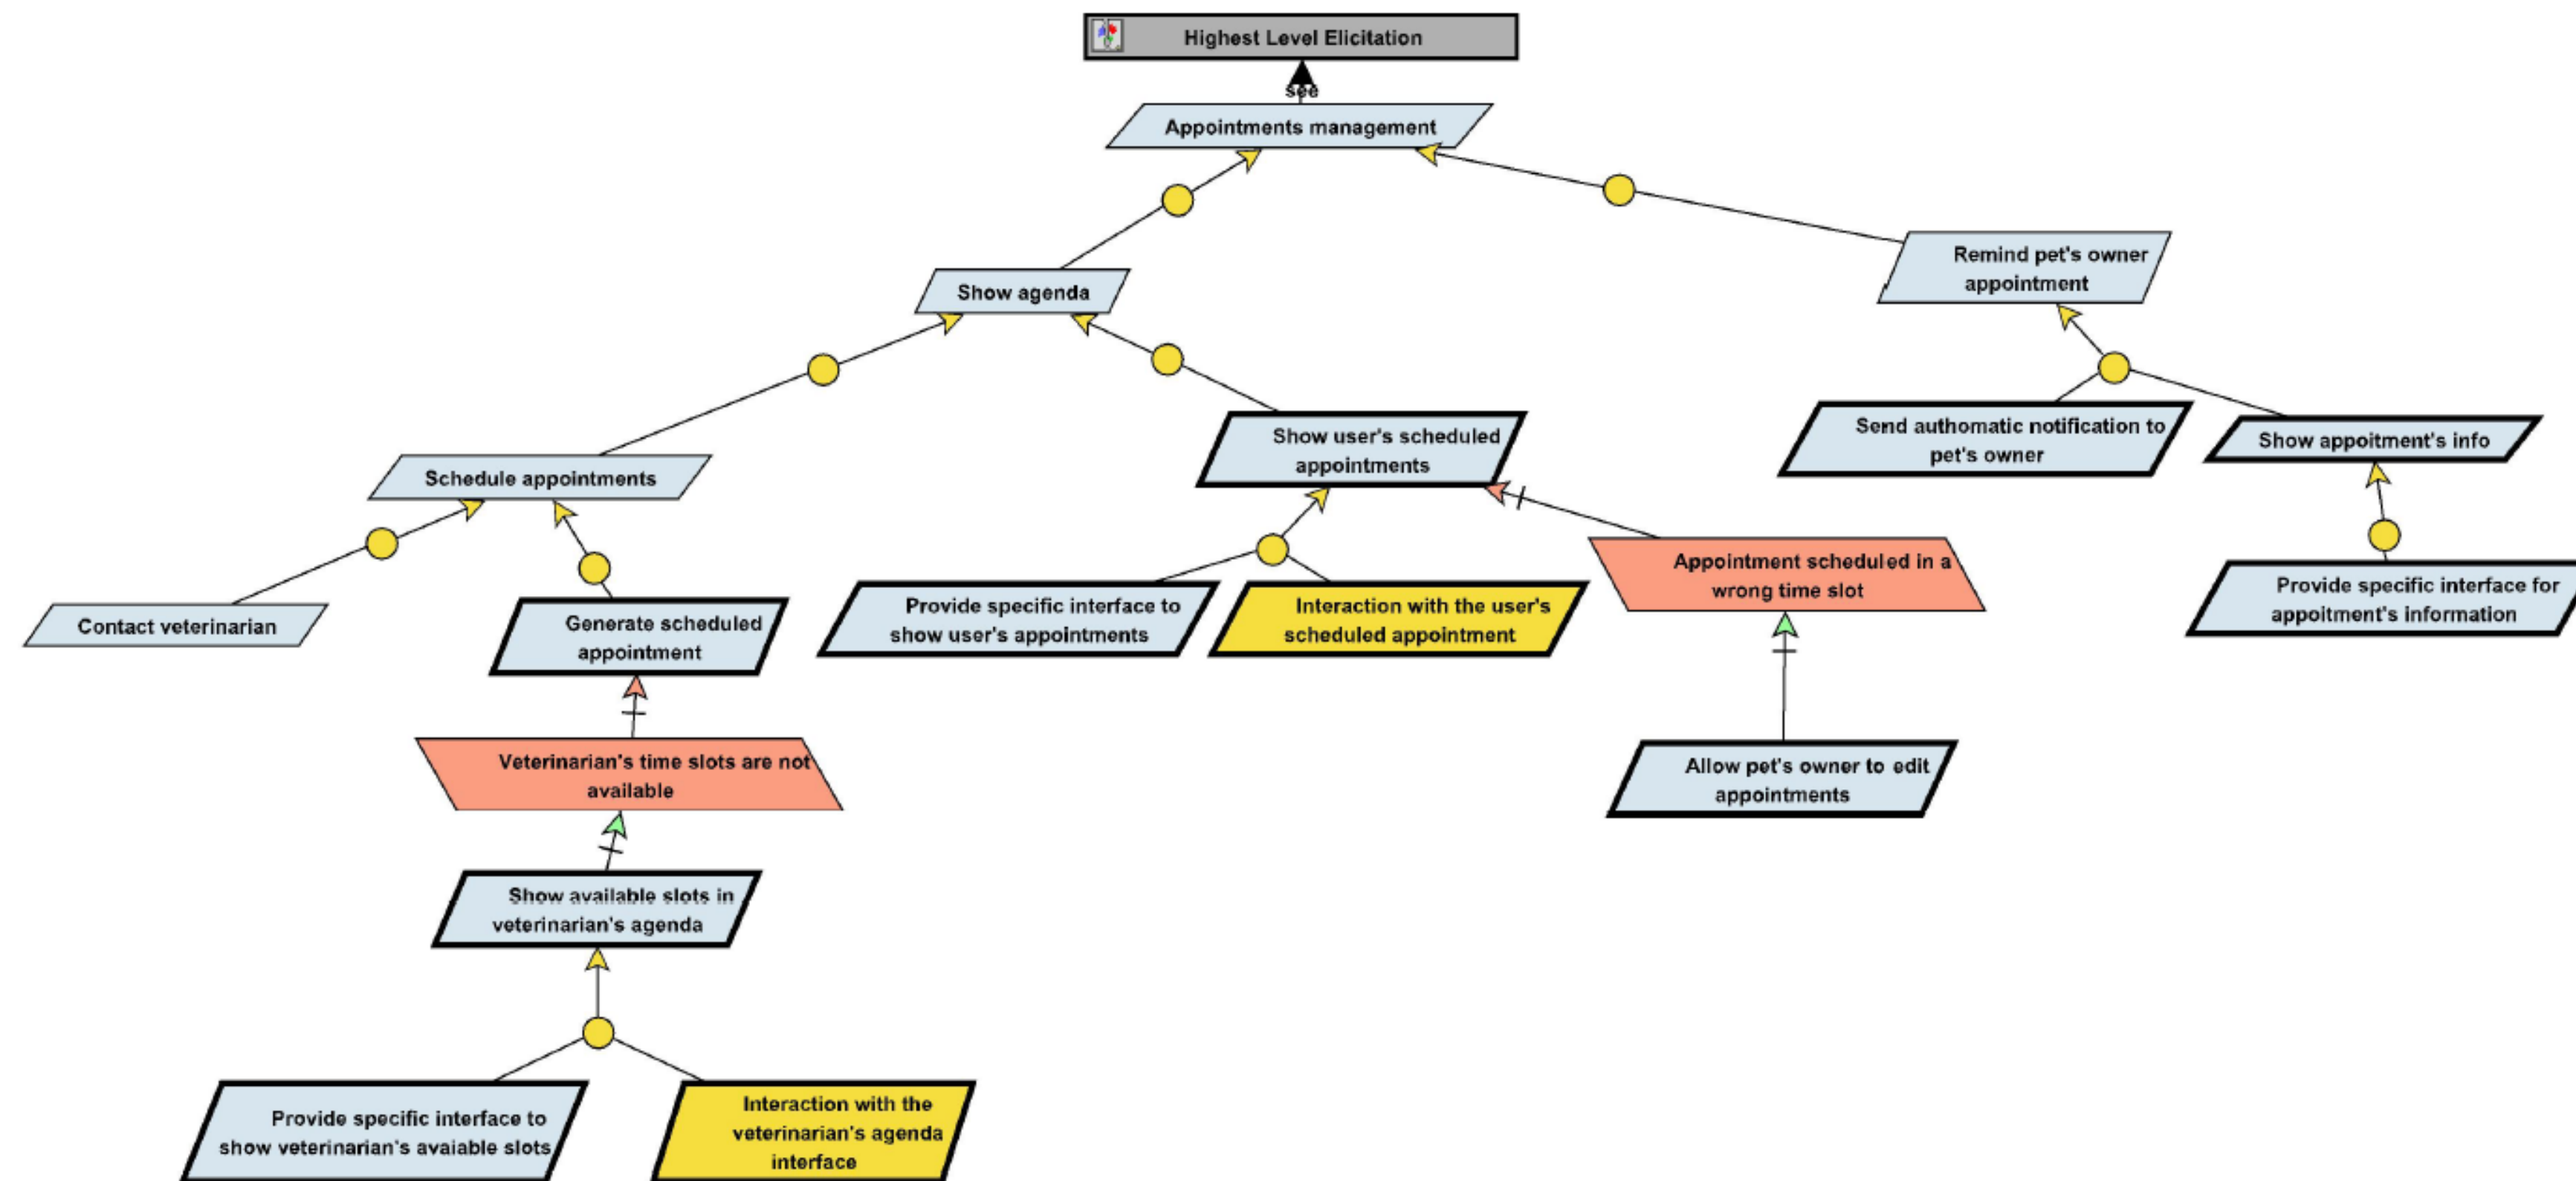 Highest Level Elicitation
see
Appointments management
Remind pet's owner
appointment
Show agenda
Show user's scheduled
appointments
Send authomatic notification to
pet's owner
Show appoitment's info
Schedule appointments
Appointment scheduled in a
wrong time slot
Provide specific interface for
appoitment's information
Contact veterinarian
Generate scheduled
appointment
Provide specific interface to
show user's appointments
Interaction with the user's
scheduled appointment
Veterinarian's time slots are not
available
Allow pet's owner to edit
appointments
Show available slots in
veterinarian's agenda
Provide specific interface to
show veterinarian's avaiable slots
Interaction with the
veterinarian's agenda
interface